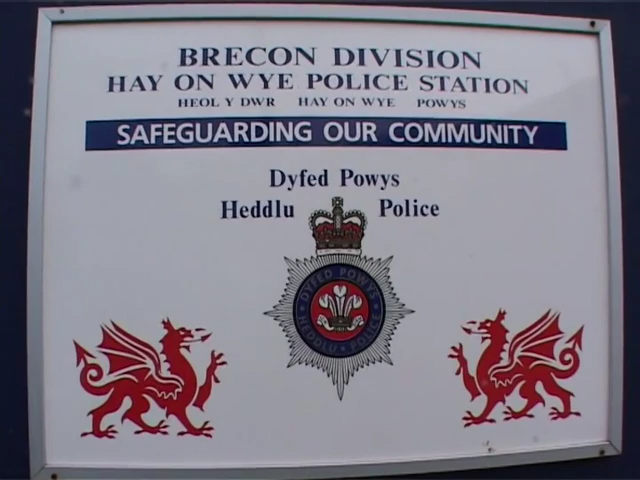 BRECON DIVISION
HAY ON WYE POLICE STATION
HEOL Y DWR HAY ON WYE POWYS
SAFEGUARDING OUR COMMUNITY
Dyfed Powys
Heddlu Police
DYFED POWYS
HEDDLU POLICE